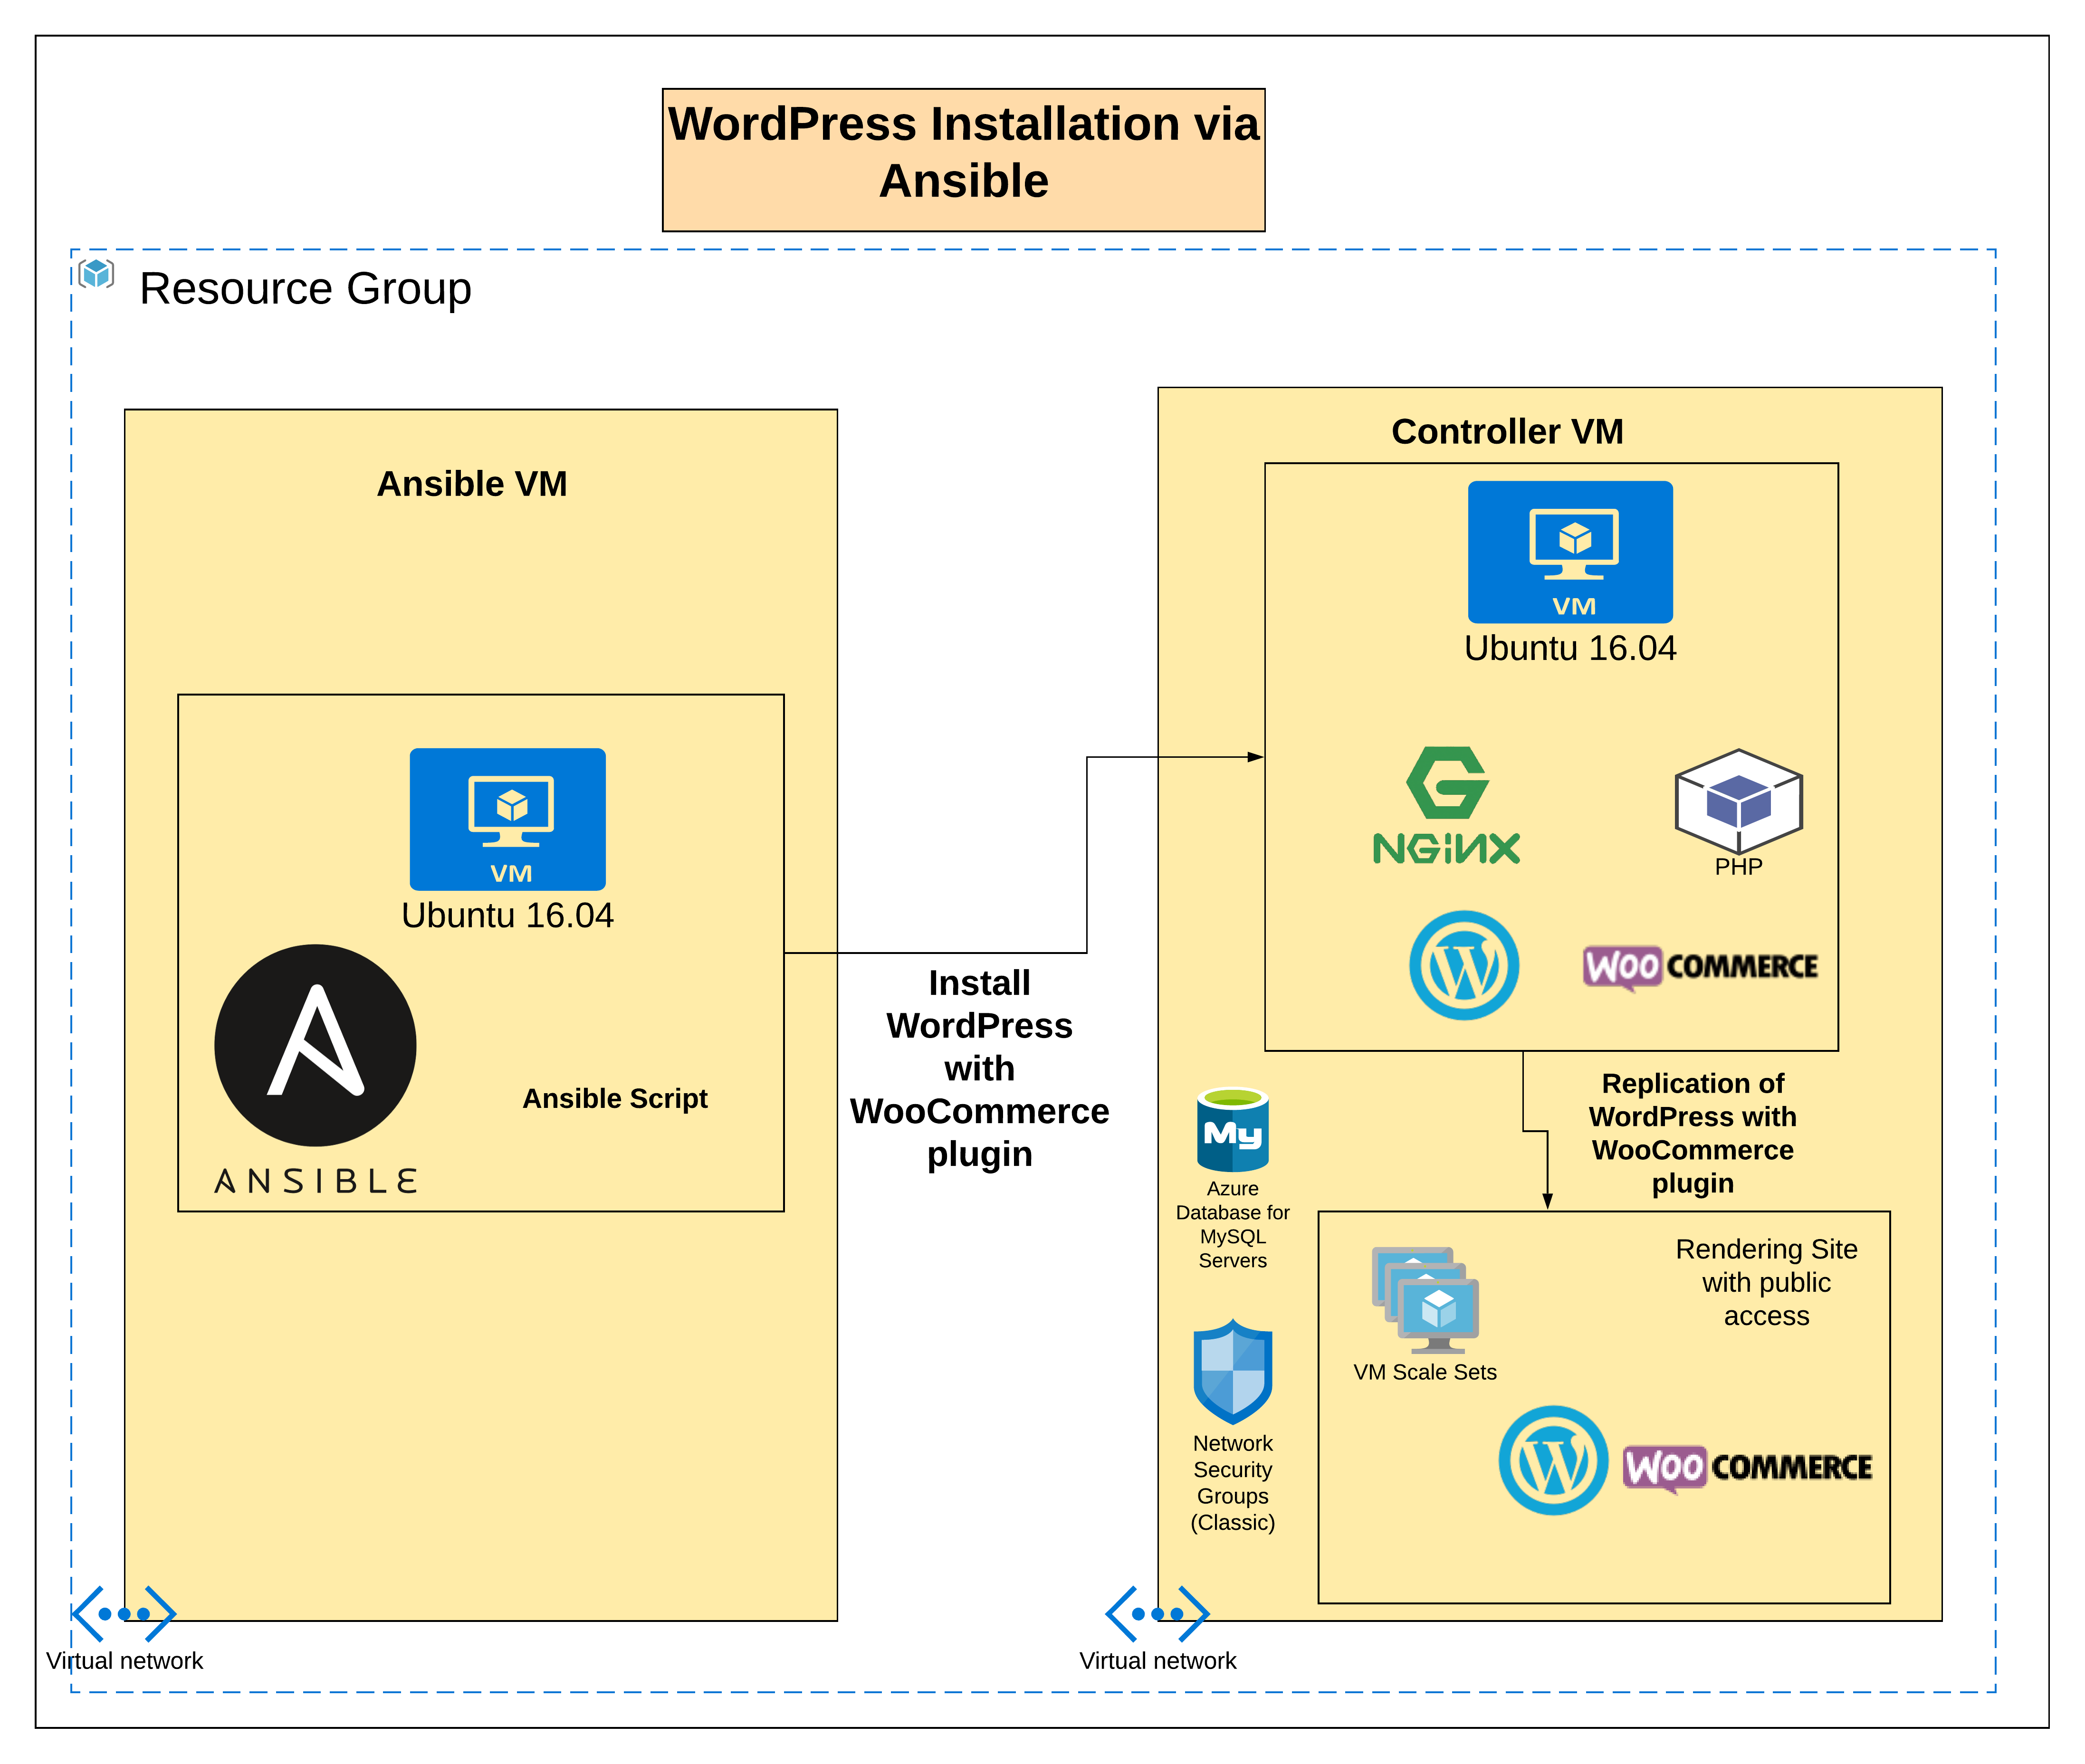 WordPress Installation via
Ansible
Resource Group
Ansible VM
VM
Ubuntu 16.04
ANSIBLE
Ansible Script
Install
WordPress
with
WooCommerce
plugin
Controller VM
VM
Ubuntu 16.04
NGiNX
PHP
W
WOO COMMERCE
Replication of
WordPress with
WooCommerce
plugin
My
Azure
Database for
MySQL
Servers
Network
Security
Groups
(Classic)
Rendering Site
with public
access
VM Scale Sets
W
WOO COMMERCE
Virtual network
Virtual network